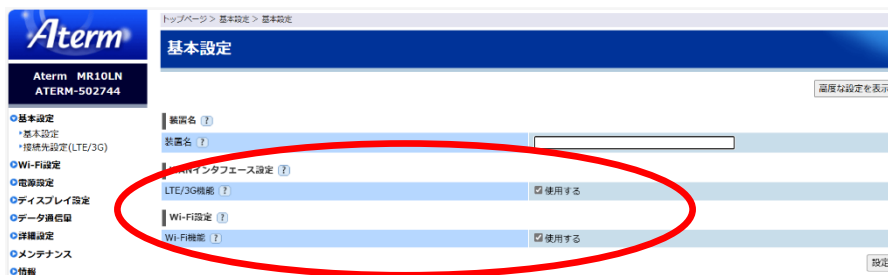 Aterm
Aterm MR10LN
ATERM-502744
基本設定
基本設定
接続先設定(LTE/3G)
Wi-Fi設定
電源設定
ディスプレイ設定
データ通信量
詳細設定
メンテナンス
情報
トップページ > 基本設定 > 基本設定
基本設定
高度な設定を表示
装置名 ?
装置名 ?
WANインタフェース設定 ?
LTE/3G機能 ? 使用する
Wi-Fi設定 ?
Wi-Fi機能 ? 使用する
設定